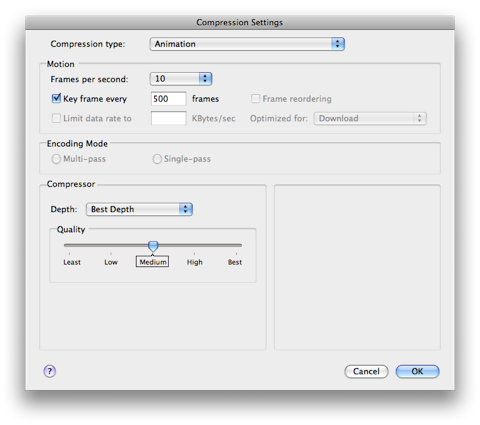 Compression Settings
Compression type: Animation
Motion
Frames per second: 10
Key frame every 500 frames Frame reordering
Limit data rate to KBytes/sec Optimized for: Download
Encoding Mode
Multi-pass Single-pass
Compressor
Depth: Best Depth
Quality
Least Low Medium High Best
? Cancel OK